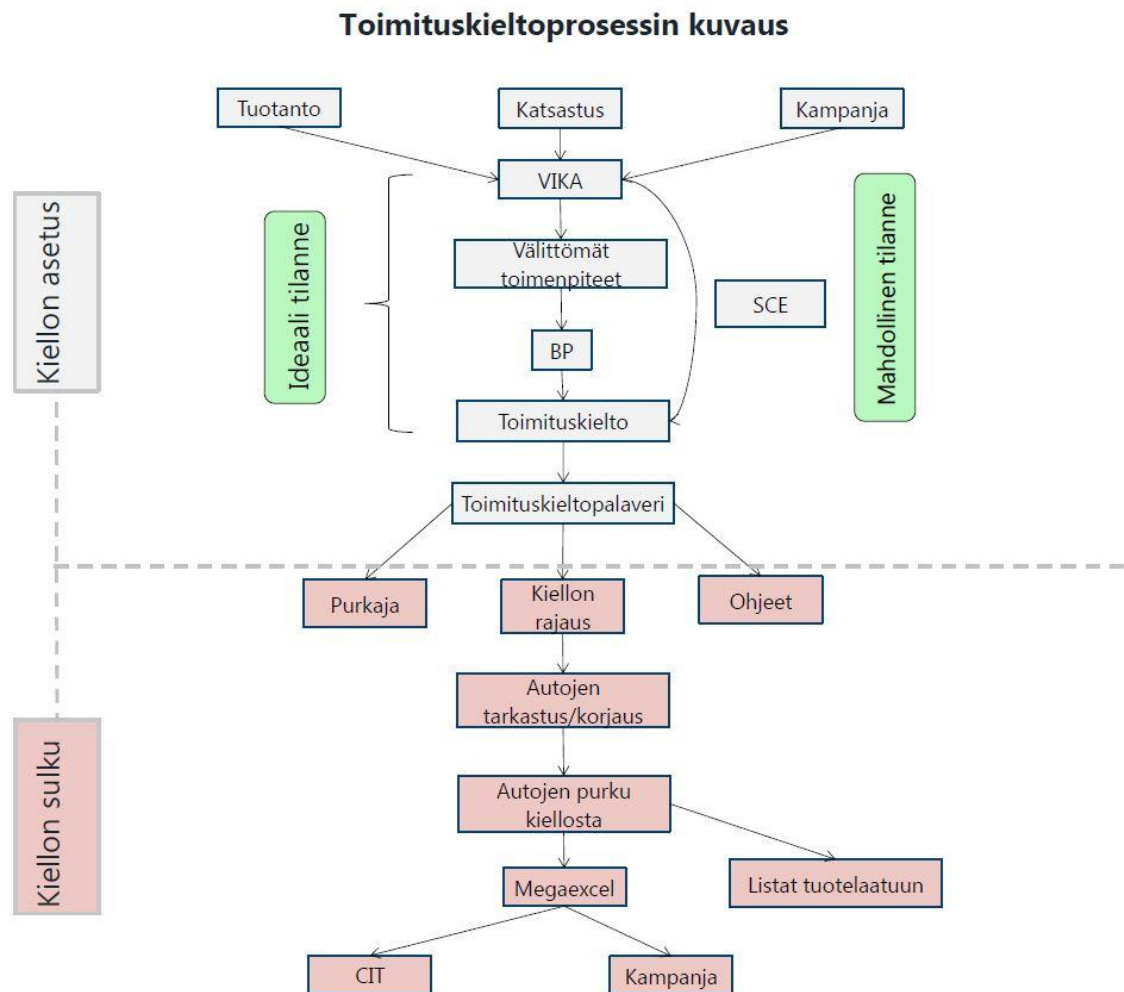 Toimituskieltoprosessin kuvaus
Tuotanto
Katsastus
Kampanja
VIKA
Kiellon asetus
Ideaali tilanne
Välittömät
toimenpiteet
SCE
Mahdollinen tilanne
BP
Toimituskielto
Toimituskieltopalaveri
Purkaja
Kiellon
rajaus
Ohjeet
Autojen
tarkastus/korjaus
Kiellon sulku
Autojen purku
kiellosta
Megaexcel
Listat tuotelaatuun
CIT
Kampanja